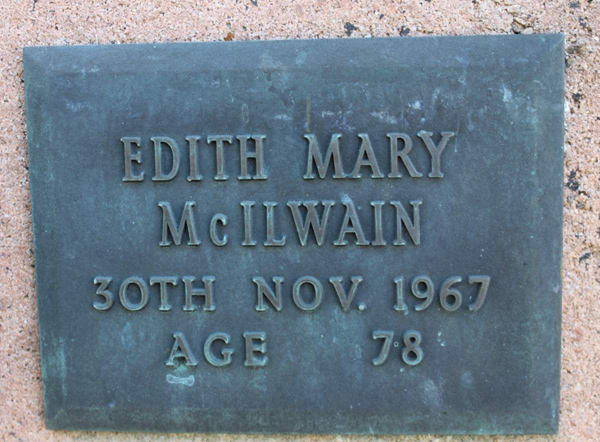 EDITH MARY
McILWAIN
30TH NOV. 1967
AGE 78